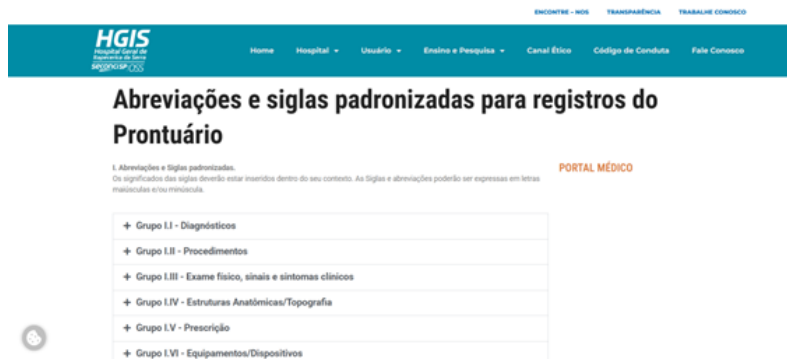 ENCONTRE - NOS TRANSPARÊNCIA TRABALHE CONOSCO
HGIS
Hospital Geral de
Itapecerica da Serra
seconci-sp OSS
Home Hospital Usuário Ensino e Pesquisa Canal Ético Código de Conduta Fale Conosco
Abreviações e siglas padronizadas para registros do
Prontuário
I. Abreviações e Siglas padronizadas.
Os significados das siglas deverão estar inseridos dentro do seu contexto. As Siglas e abreviações poderão ser expressas em letras
maiúsculas e/ou minúscula.
PORTAL MÉDICO
+ Grupo I.I - Diagnósticos
+ Grupo I.II - Procedimentos
+ Grupo I.III - Exame físico, sinais e sintomas clínicos
+ Grupo I.IV - Estruturas Anatômicas/Topografia
+ Grupo I.V - Prescrição
+ Grupo I.VI - Equipamentos/Dispositivos